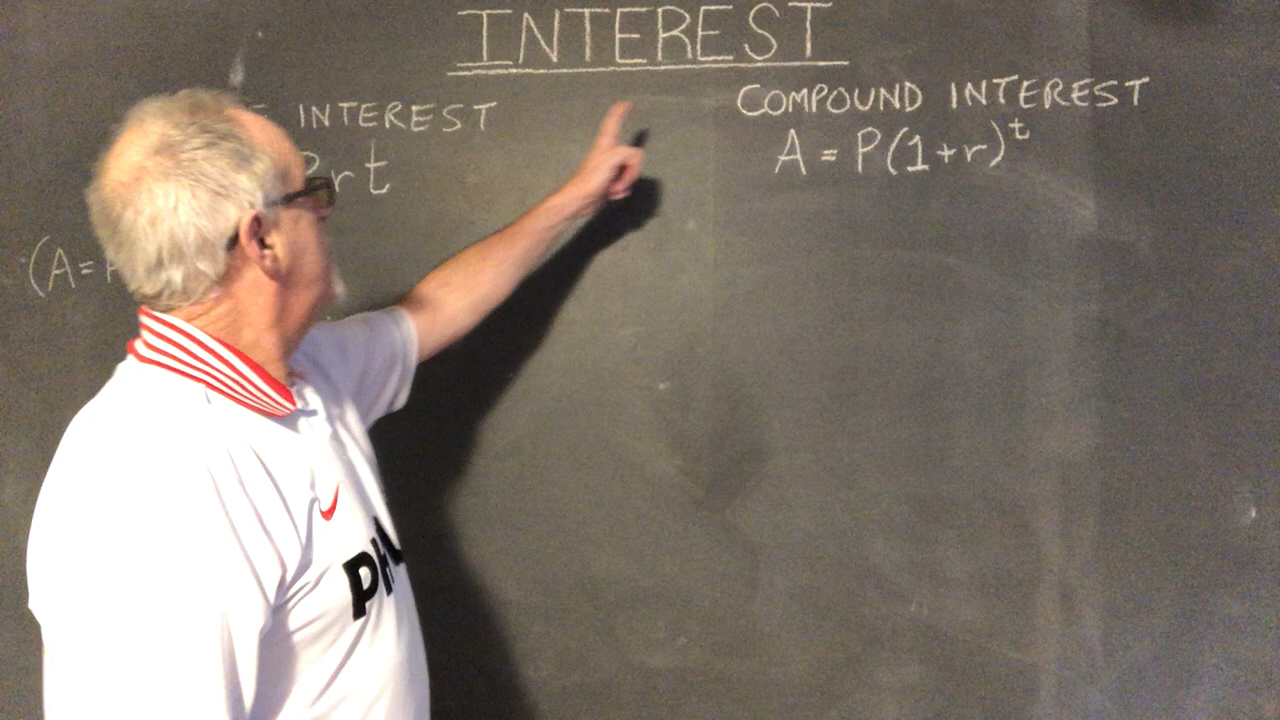 INTEREST
INTEREST
Prt
(A=
COMPOUND INTEREST
A = P(1+r)^t